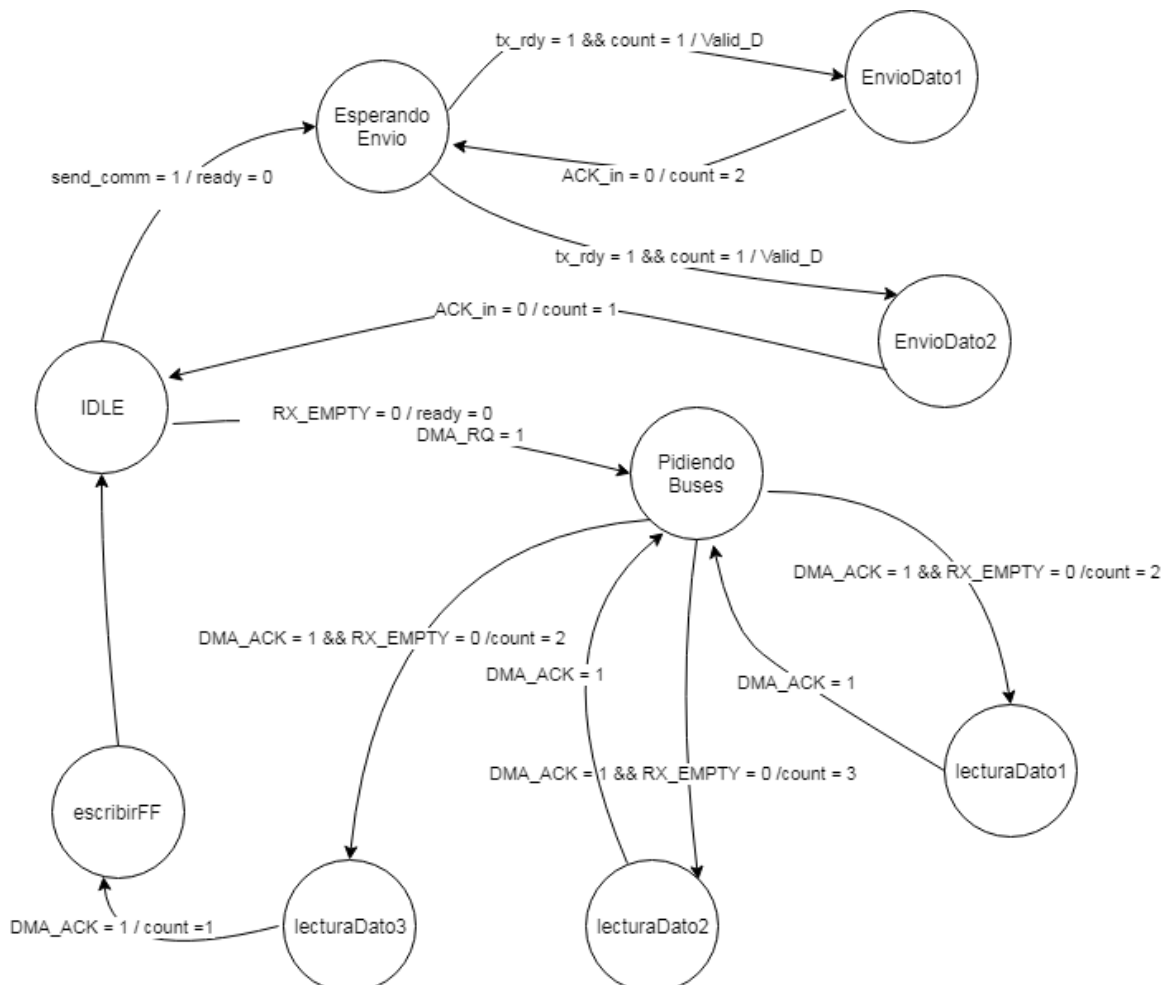 tx_rdy = 1 && count = 1 / Valid_D
EnvioDato1
Esperando
Envio
send_comm = 1 / ready = 0
ACK_in = 0 / count = 2
tx_rdy = 1 && count = 1 / Valid_D
ACK_in = 0 / count = 1
EnvioDato2
IDLE
RX_EMPTY = 0 / ready = 0
DMA_RQ = 1
Pidiendo
Buses
DMA_ACK = 1 && RX_EMPTY = 0 /count = 2
DMA_ACK = 1 && RX_EMPTY = 0 /count = 2
DMA_ACK = 1
DMA_ACK = 1
DMA_ACK = 1 && RX_EMPTY = 0 /count = 3
lecturaDato1
escribirFF
DMA_ACK = 1 / count =1
lecturaDato3
lecturaDato2